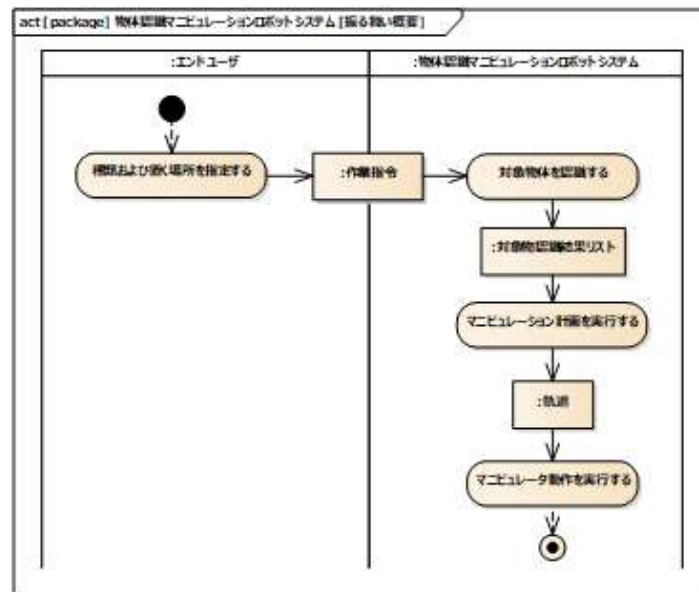 act [package] 物体認識マニピュレーションロボットシステム [振る舞い概要]
:エンドユーザ
:物体認識マニピュレーションロボットシステム
種類および置く場所を指定する
:作業指令
対象物体を認識する
:対象物認識結果リスト
マニピュレーション計画を実行する
:軌道
マニピュレータ動作を実行する